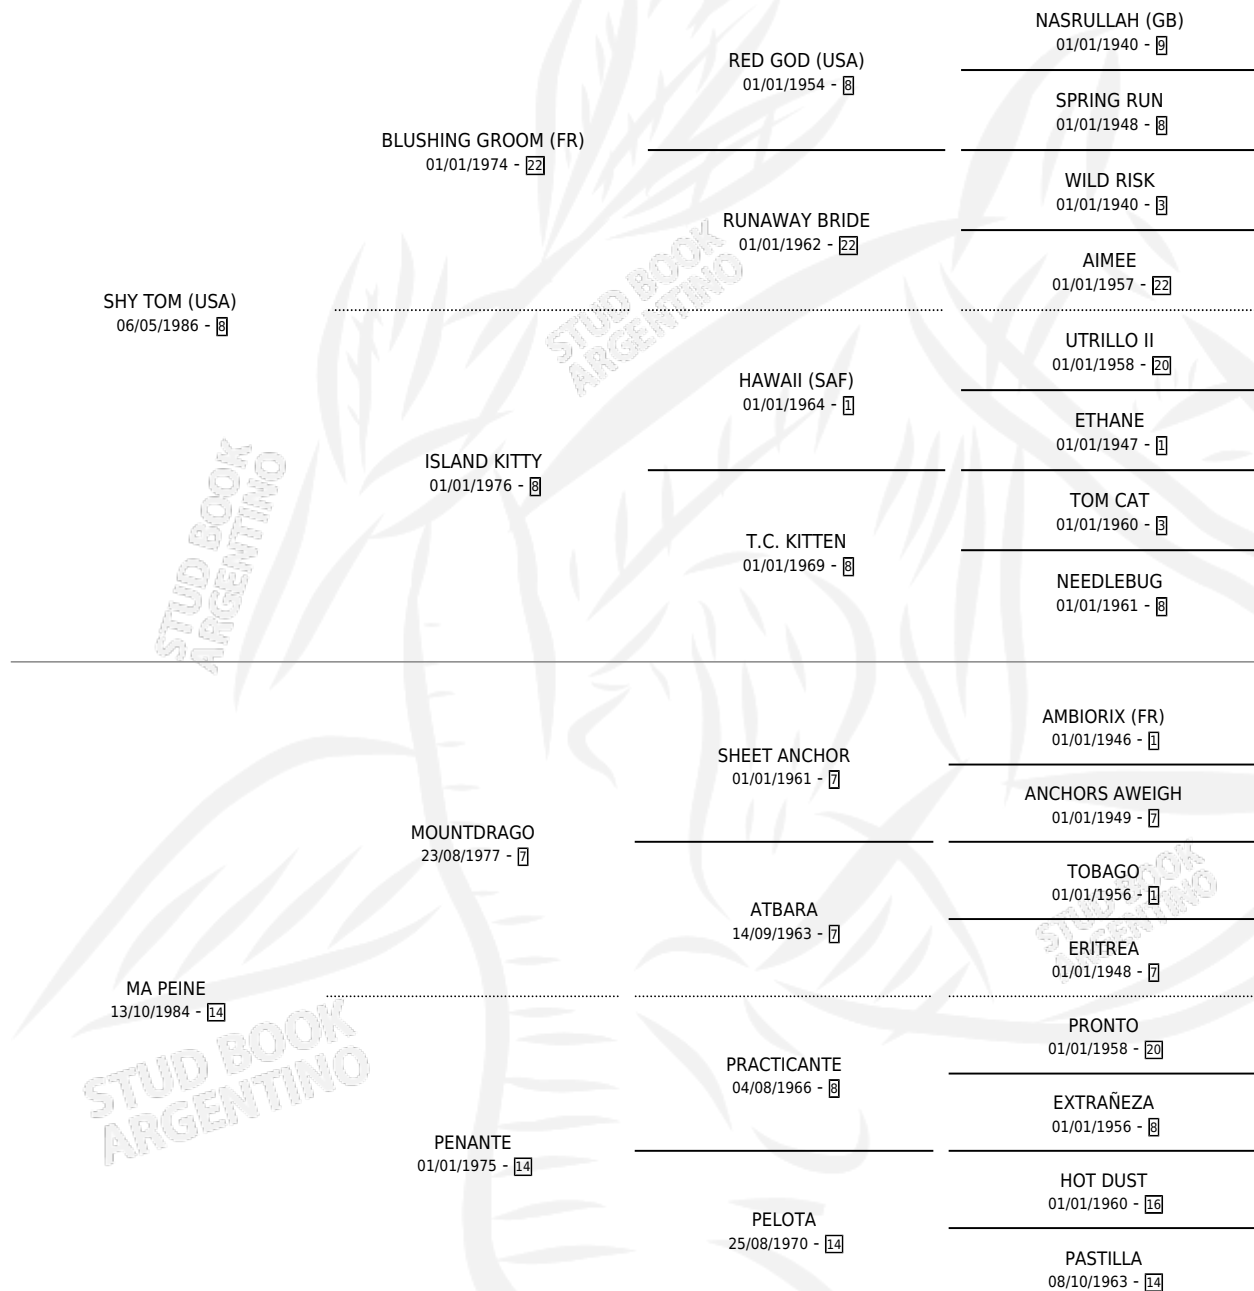 NASRULLAH (GB)
01/01/1940 - 9
RED GOD (USA)
01/01/1954 - 8
SPRING RUN
01/01/1948 - 8
BLUSHING GROOM (FR)
01/01/1974 - 22
WILD RISK
01/01/1940 - 3
RUNAWAY BRIDE
01/01/1962 - 22
AIMEE
01/01/1957 - 22
SHY TOM (USA)
06/05/1986 - 8
UTRILLO II
01/01/1958 - 20
HAWAII (SAF)
01/01/1964 - 1
ETHANE
01/01/1947 - 1
ISLAND KITTY
01/01/1976 - 8
TOM CAT
01/01/1960 - 3
T.C. KITTEN
01/01/1969 - 8
NEEDLEBUG
01/01/1961 - 8
AMBIORIX (FR)
01/01/1946 - 1
SHEET ANCHOR
01/01/1961 - 7
ANCHORS AWEIGH
01/01/1949 - 7
MOUNTDRAGO
23/08/1977 - 7
TOBAGO
01/01/1956 - 1
ATBARA
14/09/1963 - 7
ERITREA
01/01/1948 - 7
MA PEINE
13/10/1984 - 14
PRONTO
01/01/1958 - 20
PRACTICANTE
04/08/1966 - 8
EXTRAÑEZA
01/01/1956 - 8
PENANTE
01/01/1975 - 14
HOT DUST
01/01/1960 - 16
PELOTA
25/08/1970 - 14
PASTILLA
08/10/1963 - 14
STUD BOOK
ARGENTINO
STUD BOOK
ARGENTINO
STUD BOOK
ARGENTINO
STUD BOOK
ARGENTINO